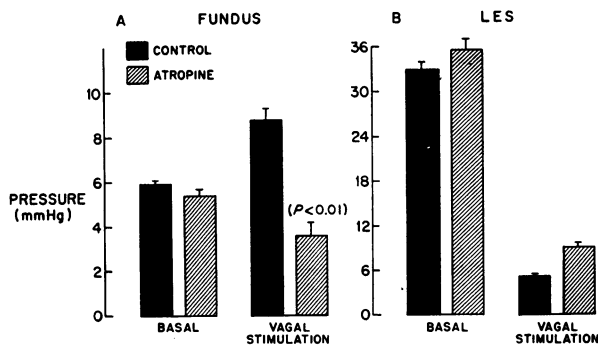 A FUNDUS
CONTROL
ATROPINE
PRESSURE
(mmHg)
10
8
6
4
2
0
(P<0.01)
BASAL
VAGAL
STIMULATION
B LES
36
30
24
18
12
6
0
BASAL
VAGAL
STIMULATION